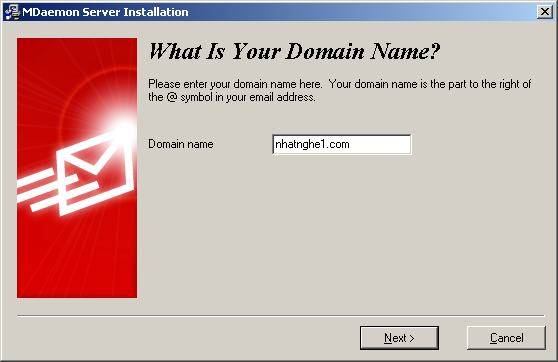 MDaemon Server Installation
What Is Your Domain Name?
Please enter your domain name here.  Your domain name is the part to the right of
the @ symbol in your email address.
Domain name
nhatnghe1.com
Next >
Cancel